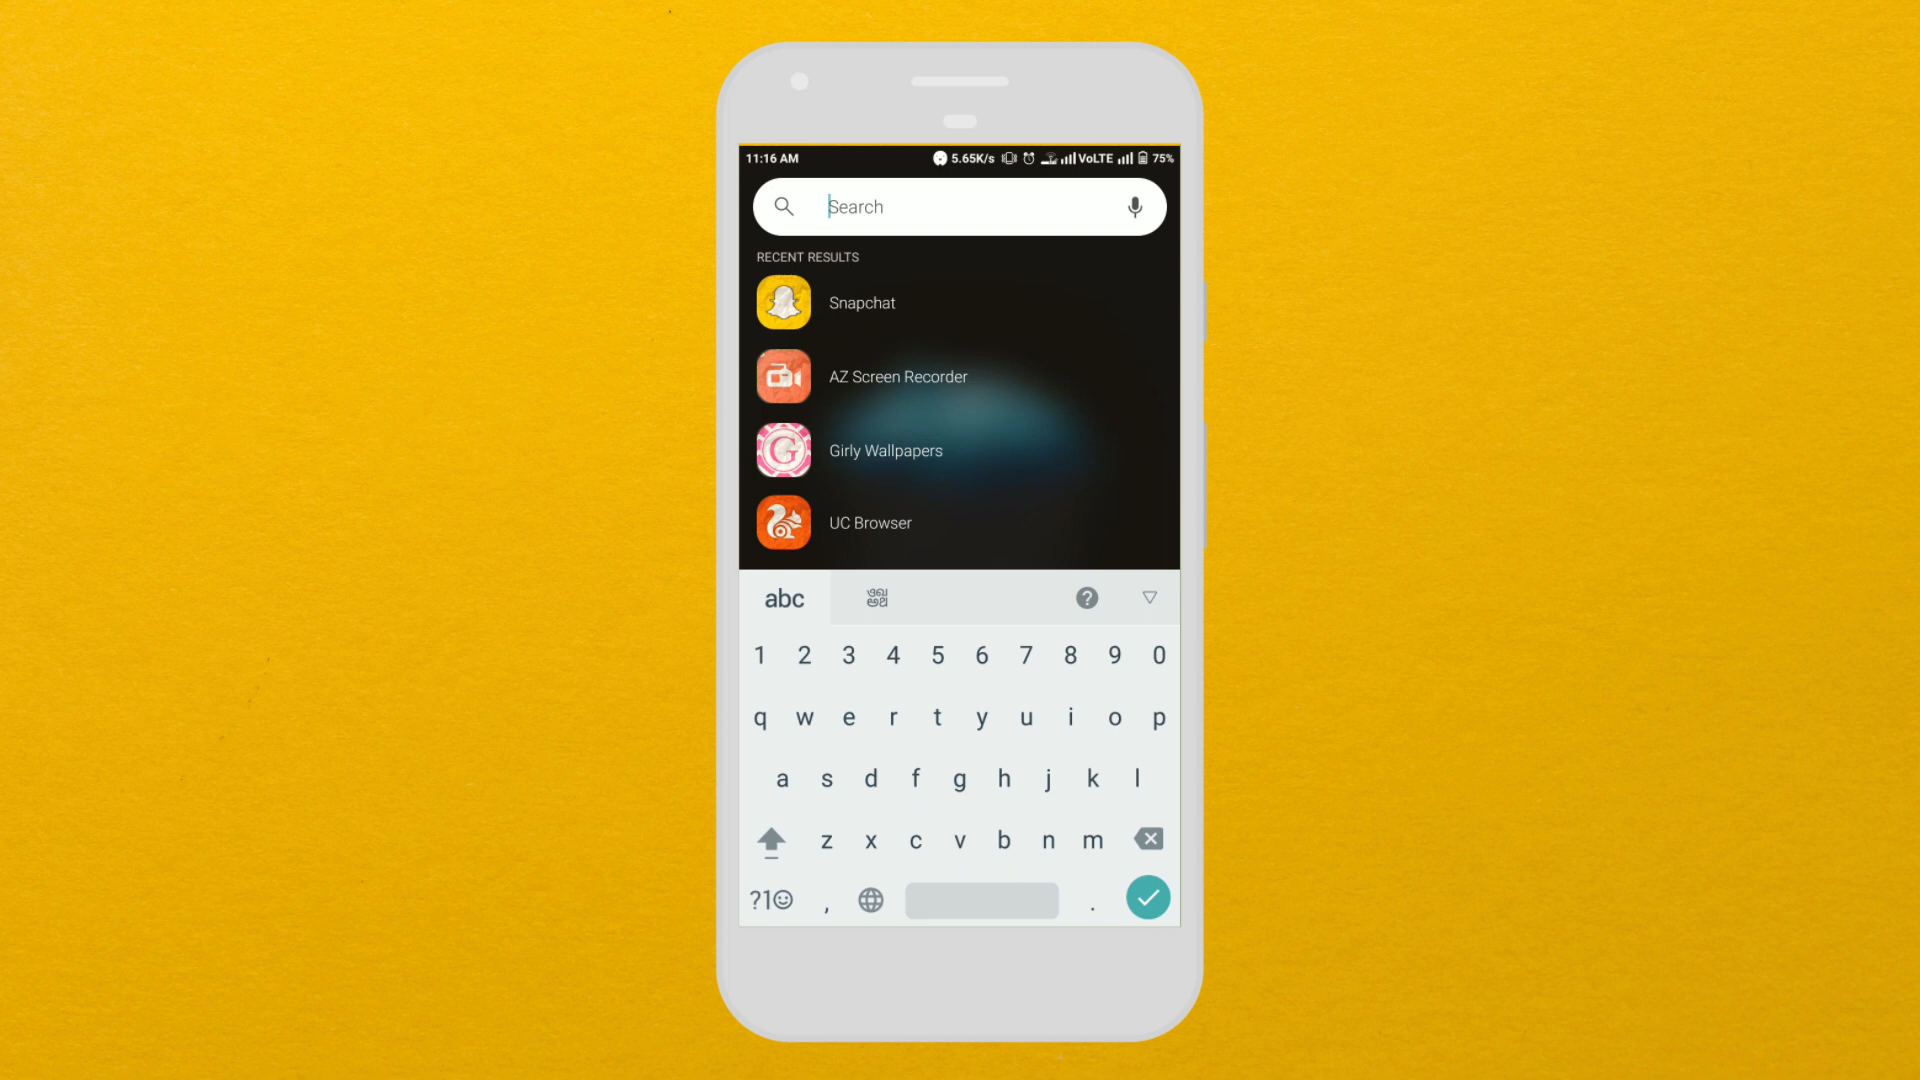 11:16 AM 5.65K/s VoLTE 75%
Search
RECENT RESULTS
Snapchat
AZ Screen Recorder
G
Girly Wallpapers
UC Browser
abc
1 2 3 4 5 6 7 8 9 0
q w e r t y u i o p
a s d f g h j k l
z x c v b n m
?1 , .